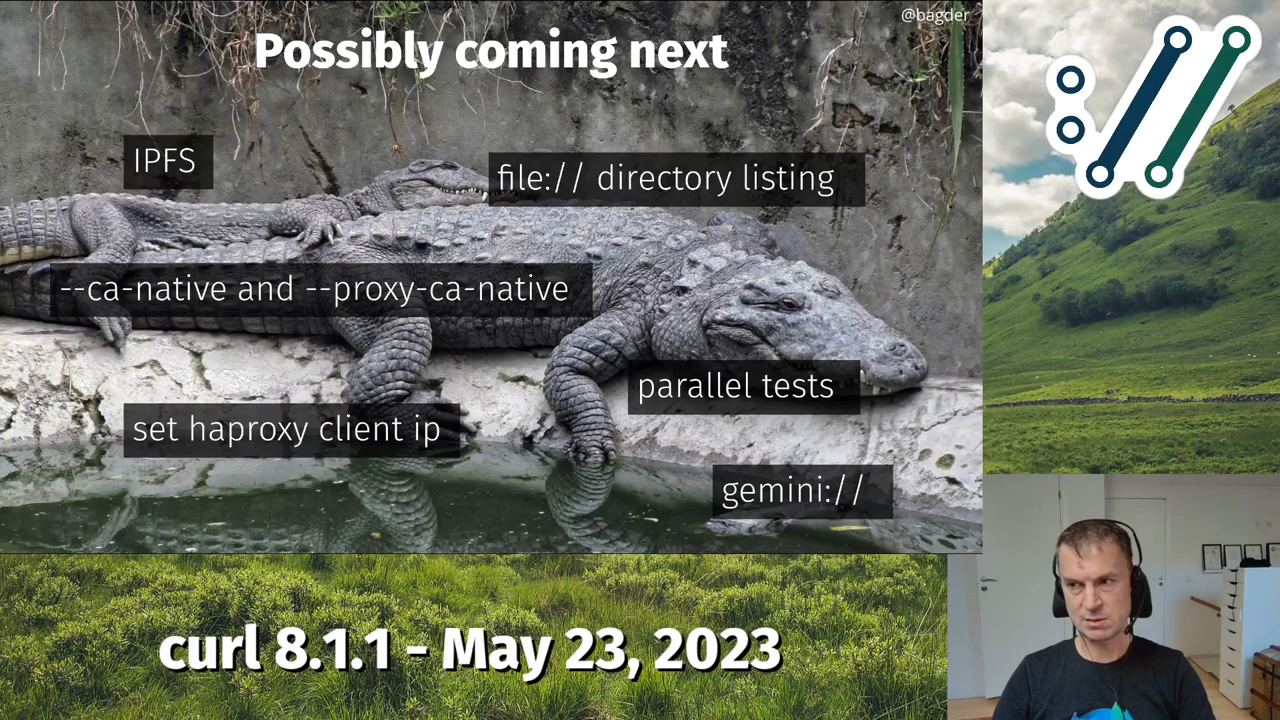 @bagder
Possibly coming next
IPFS
file:// directory listing
--ca-native and --proxy-ca-native
parallel tests
set haproxy client ip
gemini://
curl 8.1.1 - May 23, 2023